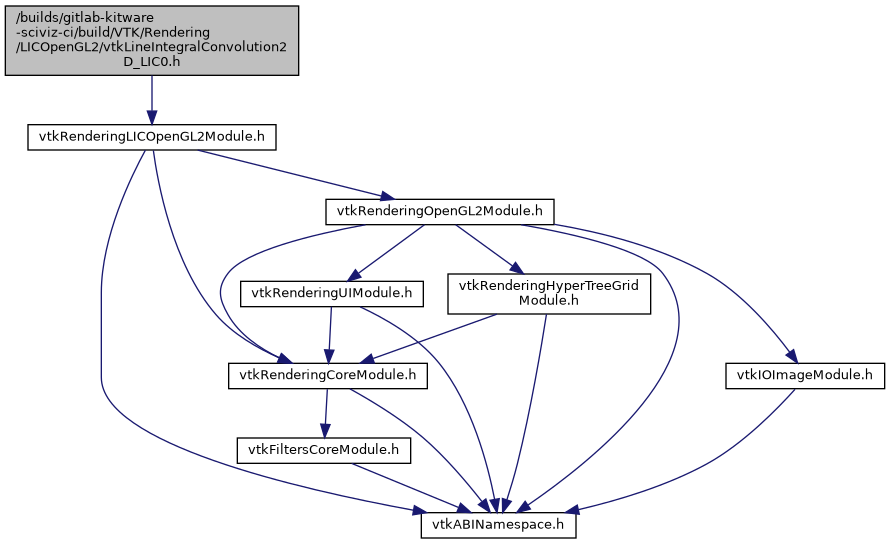 /builds/gitlab-kitware
-sciviz-ci/build/VTK/Rendering
/LICOpenGL2/vtkLineIntegralConvolution2
D_LIC0.h
vtkRenderingLICOpenGL2Module.h
vtkRenderingOpenGL2Module.h
vtkRenderingUIModule.h
vtkRenderingHyperTreeGrid
Module.h
vtkRenderingCoreModule.h
vtkIOImageModule.h
vtkFiltersCoreModule.h
vtkABINamespace.h